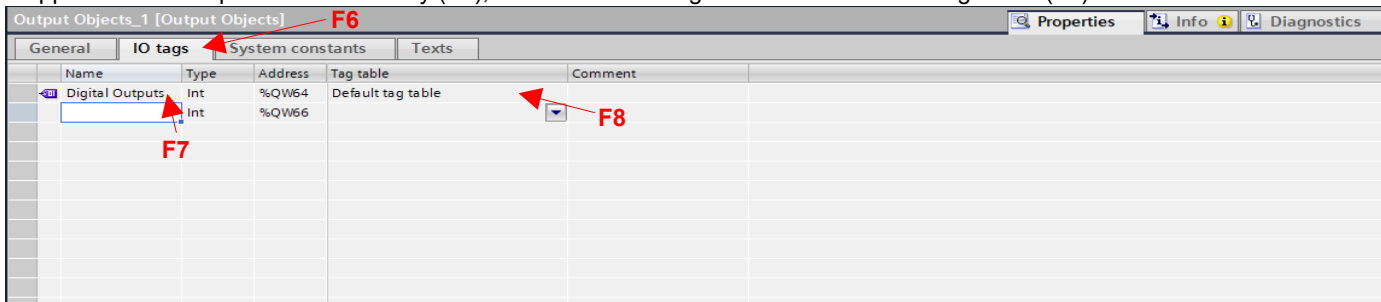 Output Objects_1 [Output Objects] F6 Properties Info Diagnostics
General IO tags System constants Texts
Name Type Address Tag table Comment
Digital Outputs Int %QW64 Default tag table
Int %QW66 F8
F7